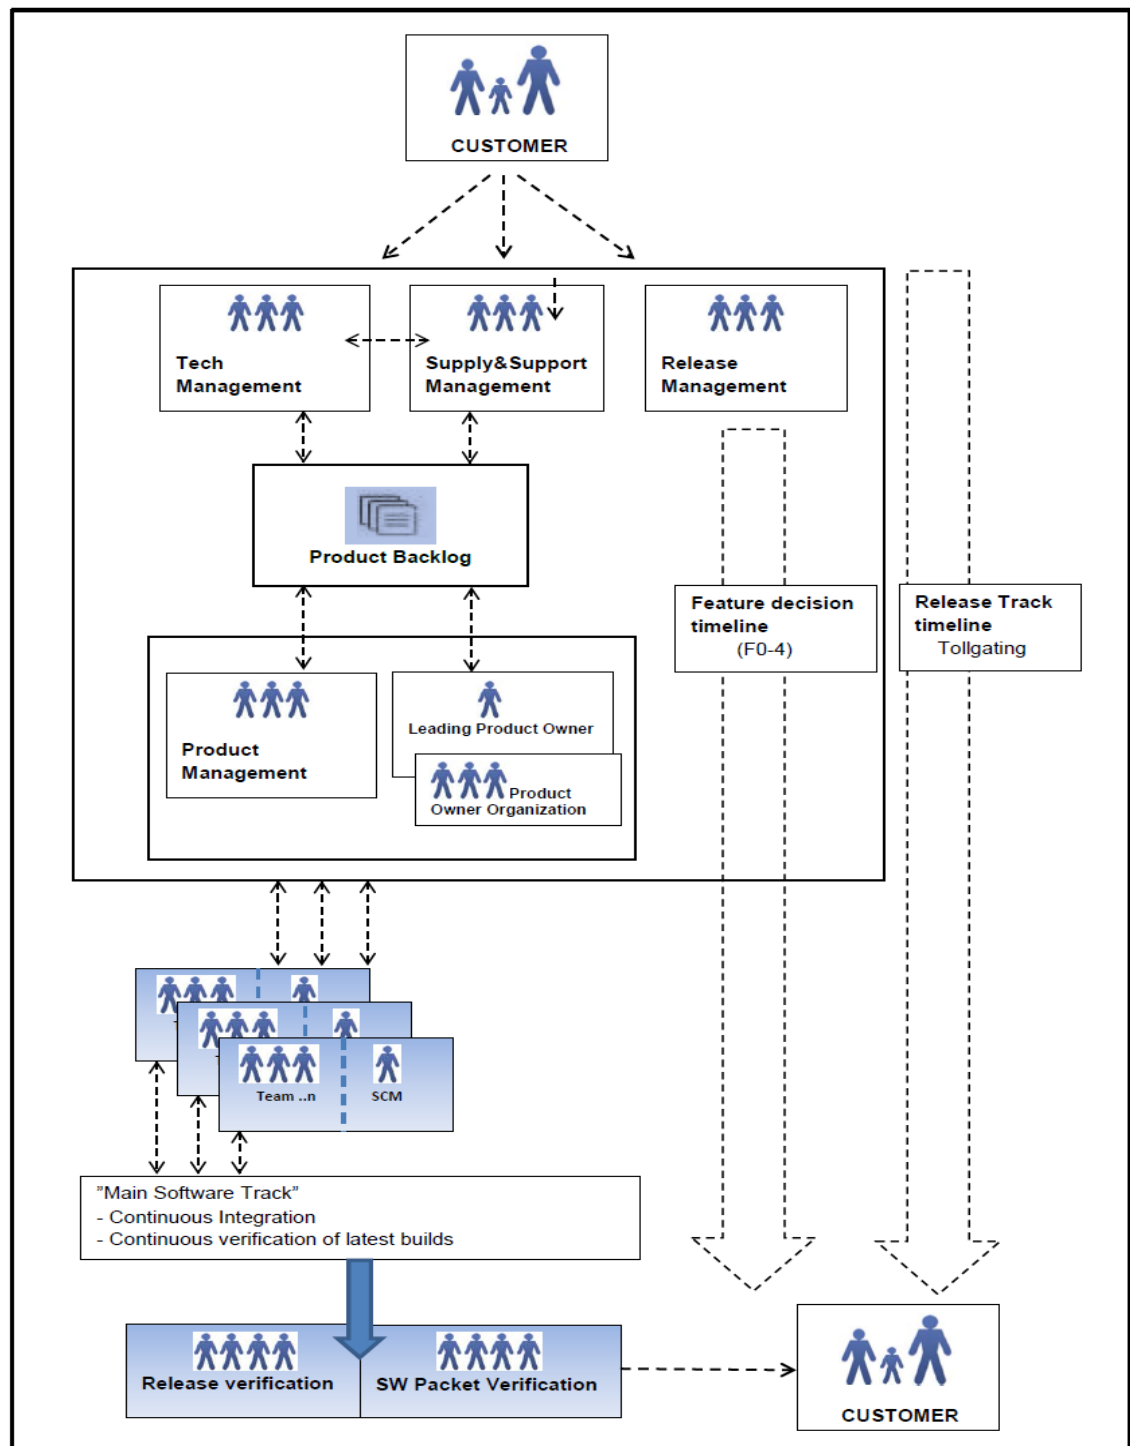 CUSTOMER
Tech
Management
Supply&Support
Management
Release
Management
Product Backlog
Feature decision
timeline
(F0-4)
Release Track
timeline
Tollgating
Product
Management
Leading Product Owner
Product
Owner Organization
Team ..n
SCM
”Main Software Track”
- Continuous Integration
- Continuous verification of latest builds
Release verification
SW Packet Verification
CUSTOMER